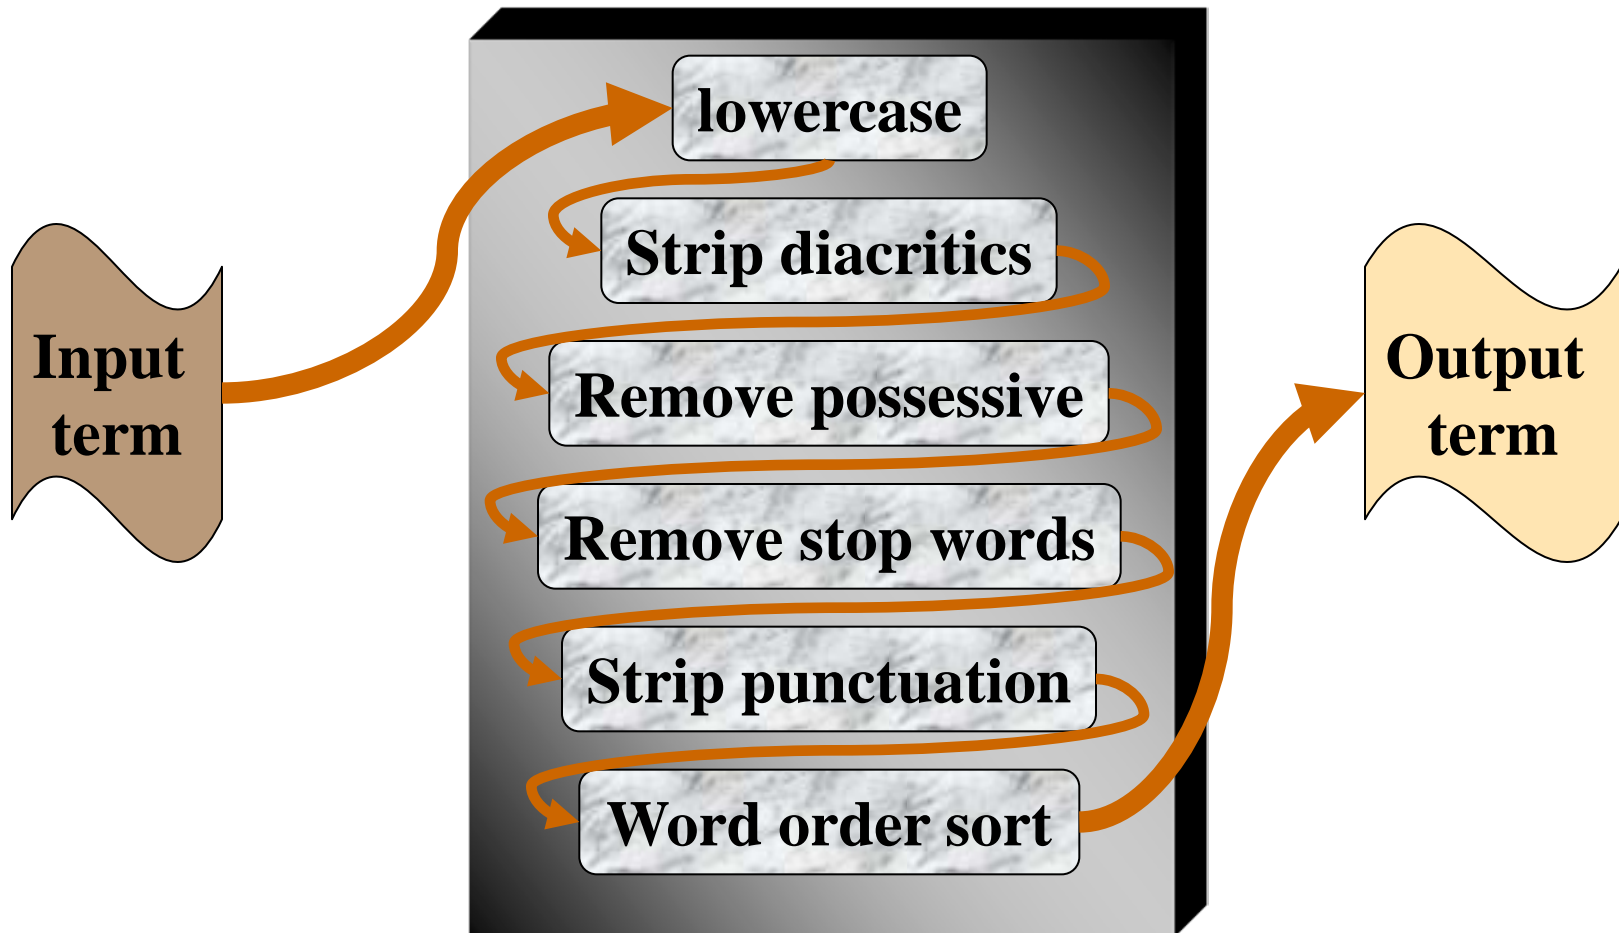 lowercase
Strip diacritics
Remove possessive
Remove stop words
Strip punctuation
Word order sort
Input
term
Output
term